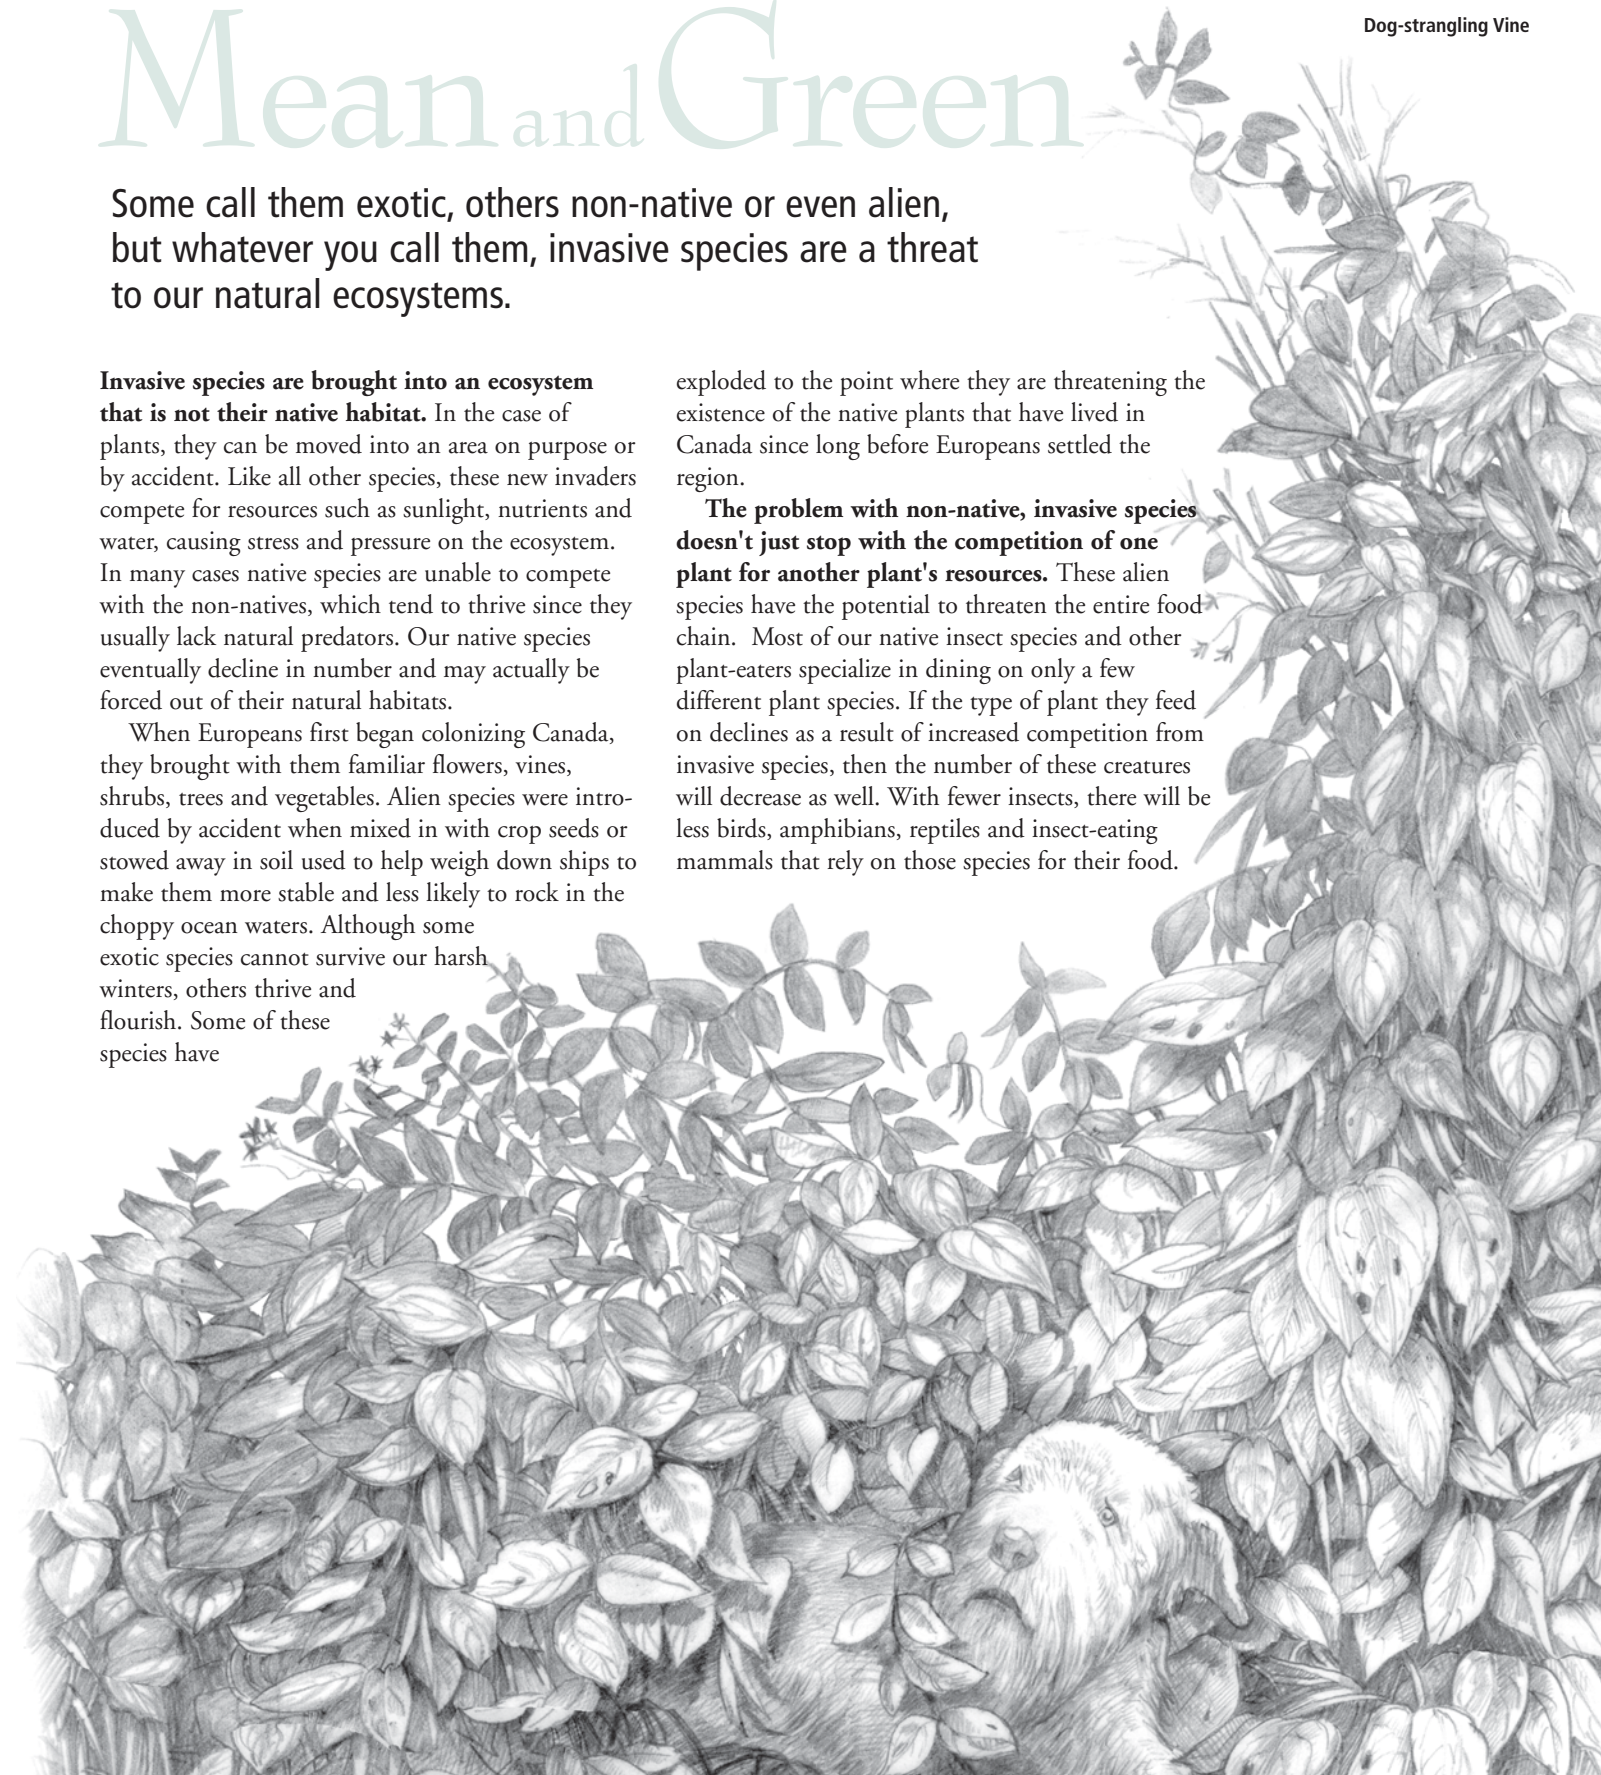 Dog-strangling Vine
Mean and Green
Some call them exotic, others non-native or even alien,
but whatever you call them, invasive species are a threat
to our natural ecosystems.
Invasive species are brought into an ecosystem
that is not their native habitat. In the case of
plants, they can be moved into an area on purpose or
by accident. Like all other species, these new invaders
compete for resources such as sunlight, nutrients and
water, causing stress and pressure on the ecosystem.
In many cases native species are unable to compete
with the non-natives, which tend to thrive since they
usually lack natural predators. Our native species
eventually decline in number and may actually be
forced out of their natural habitats.
When Europeans first began colonizing Canada,
they brought with them familiar flowers, vines,
shrubs, trees and vegetables. Alien species were intro-
duced by accident when mixed in with crop seeds or
stowed away in soil used to help weigh down ships to
make them more stable and less likely to rock in the
choppy ocean waters. Although some
exotic species cannot survive our harsh
winters, others thrive and
flourish. Some of these
species have
exploded to the point where they are threatening the
existence of the native plants that have lived in
Canada since long before Europeans settled the
region.
The problem with non-native, invasive species
doesn't just stop with the competition of one
plant for another plant's resources. These alien
species have the potential to threaten the entire food
chain. Most of our native insect species and other
plant-eaters specialize in dining on only a few
different plant species. If the type of plant they feed
on declines as a result of increased competition from
invasive species, then the number of these creatures
will decrease as well. With fewer insects, there will be
less birds, amphibians, reptiles and insect-eating
mammals that rely on those species for their food.